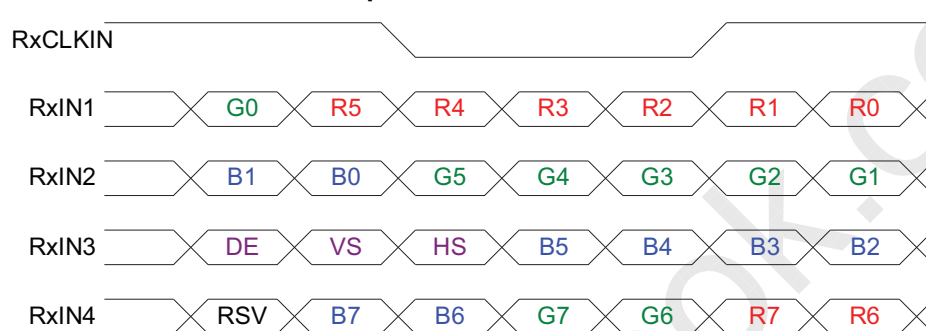 RxCLKIN
RxIN1 G0 R5 R4 R3 R2 R1 R0
RxIN2 B1 B0 G5 G4 G3 G2 G1
RxIN3 DE VS HS B5 B4 B3 B2
RxIN4 RSV B7 B6 G7 G6 R7 R6